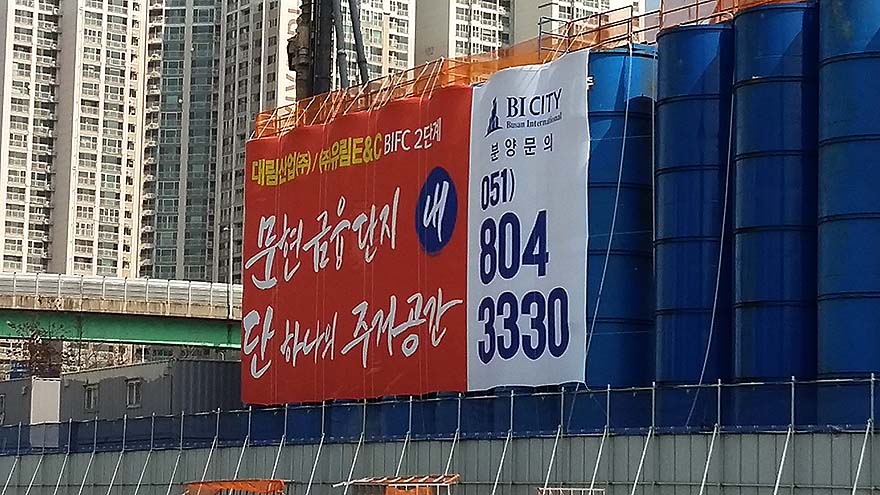 대림산업(주)/(주)유림E&C BIFC 2단계
문현금융단지 내
단 하나의 주거공간
BI CITY
Busan International
분양문의
051)
804
3330